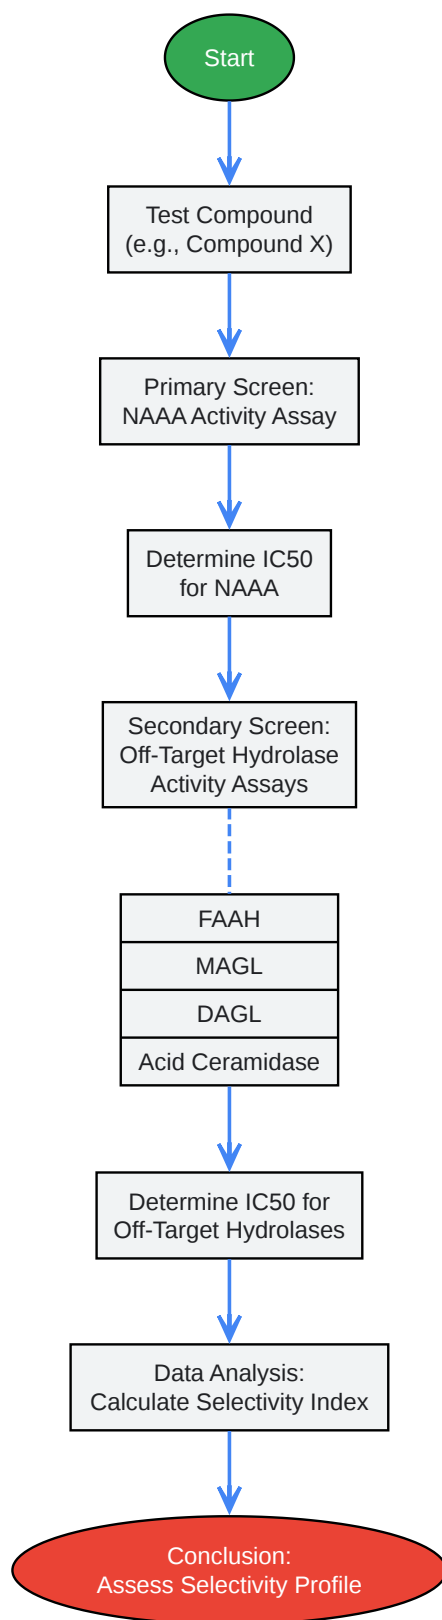 Start
Test Compound
(e.g., Compound X)
Primary Screen:
NAAA Activity Assay
Determine IC50
for NAAA
Secondary Screen:
Off-Target Hydrolase
Activity Assays
FAAH
MAGL
DAGL
Acid Ceramidase
Determine IC50 for
Off-Target Hydrolases
Data Analysis:
Calculate Selectivity Index
Conclusion:
Assess Selectivity Profile